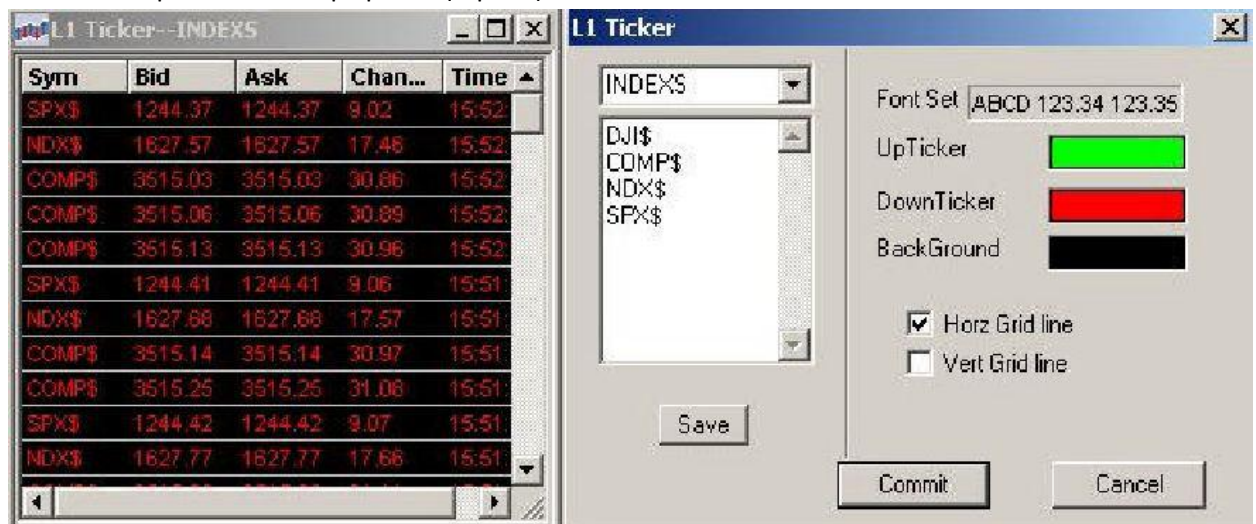 L1 Ticker--INDEXS
Sym Bid Ask Chan... Time
SPX$ 1244.37 1244.37 9.02 15:52:
NDX$ 1627.57 1627.57 17.46 15:52:
COMP$ 3515.03 3515.03 30.86 15:52:
COMP$ 3515.06 3515.06 30.89 15:52:
COMP$ 3515.13 3515.13 30.96 15:52:
SPX$ 1244.41 1244.41 9.06 15:51:
NDX$ 1627.68 1627.68 17.57 15:51:
COMP$ 3515.14 3515.14 30.97 15:51:
COMP$ 3515.25 3515.25 31.08 15:51:
SPX$ 1244.42 1244.42 9.07 15:51:
NDX$ 1627.77 1627.77 17.66 15:51:
L1 Ticker
INDEXS
DJI$
COMP$
NDX$
SPX$
Save
Font Set ABCD 123.34 123.35
UpTicker
DownTicker
BackGround
Horz Grid line
Vert Grid line
Commit Cancel